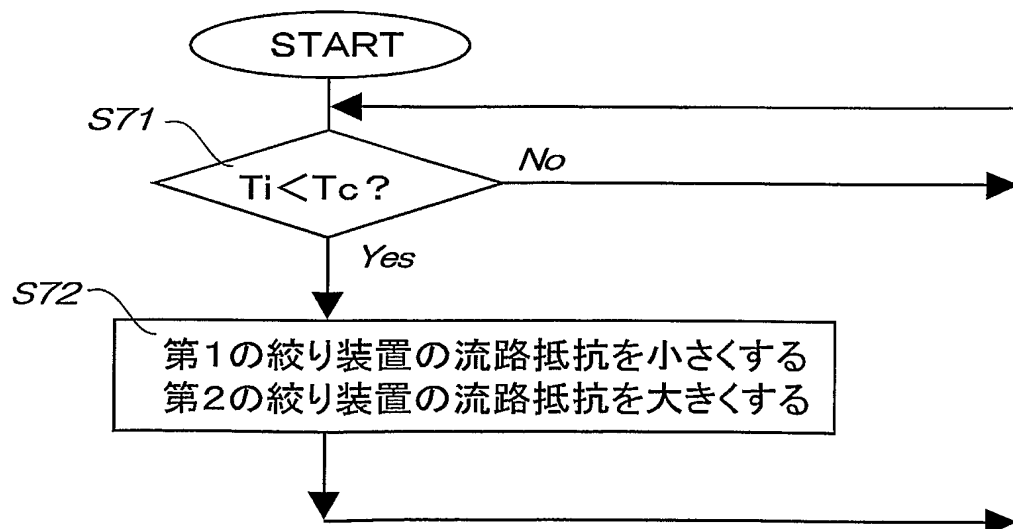 START
S71
Ti＜Tc？
No
Yes
S72
第1の絞り装置の流路抵抗を小さくする
第2の絞り装置の流路抵抗を大きくする